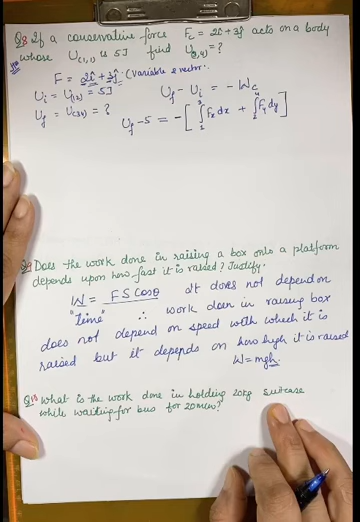 Q8 If a conservative force Fc = 2î + 3ĵ acts on a body
whose U(1,1) is 5J find U(3,4) = ?
F = 2î + 3ĵ (Variable & vector.
Ui = U(1,1) = 5J
Uf - Ui = - Wc
Uf = U(3,4) = ?
Uf - 5 = - [ ∫₁³ Fx dx + ∫₁⁴ Fy dy ]
Q9 Does the work done in raising a box onto a platform
depends upon how fast it is raised? Justify.
W = FS Cosθ It does not depend on
"Time" ∴ work done in raising box
does not depend on speed with which it is
raised but it depends on how high it is raised
W = mgh.
Q10 What is the work done in holding 20kg suitcase
while waiting for bus for 20min?